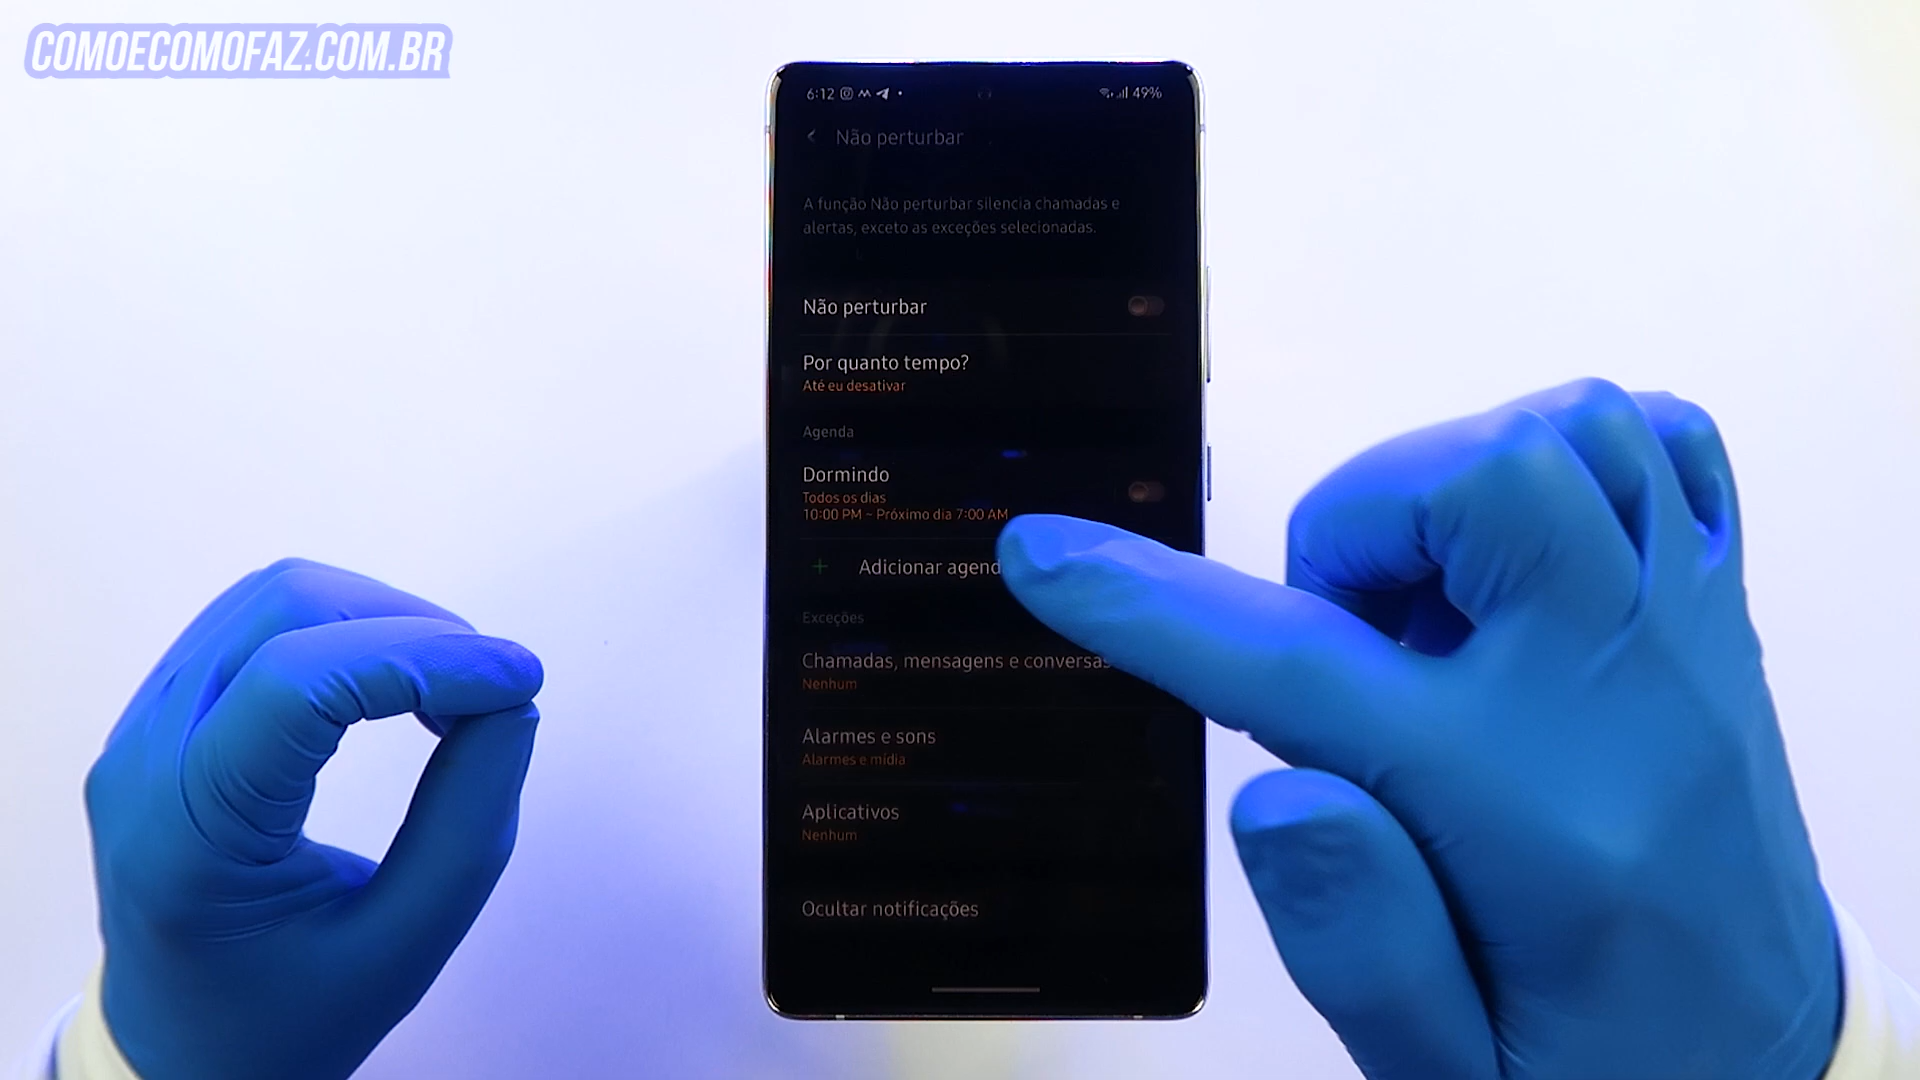 COMOECOMOFAZ.COM.BR
6:12
49%
Não perturbar
A função Não perturbar silencia chamadas e
alertas, exceto as exceções selecionadas.
Não perturbar
Por quanto tempo?
Até eu desativar
Agenda
Dormindo
Todos os dias
10:00 PM ~ Próximo dia 7:00 AM
+ Adicionar agend
Exceções
Chamadas, mensagens e conversas
Nenhum
Alarmes e sons
Alarmes e mídia
Aplicativos
Nenhum
Ocultar notificações